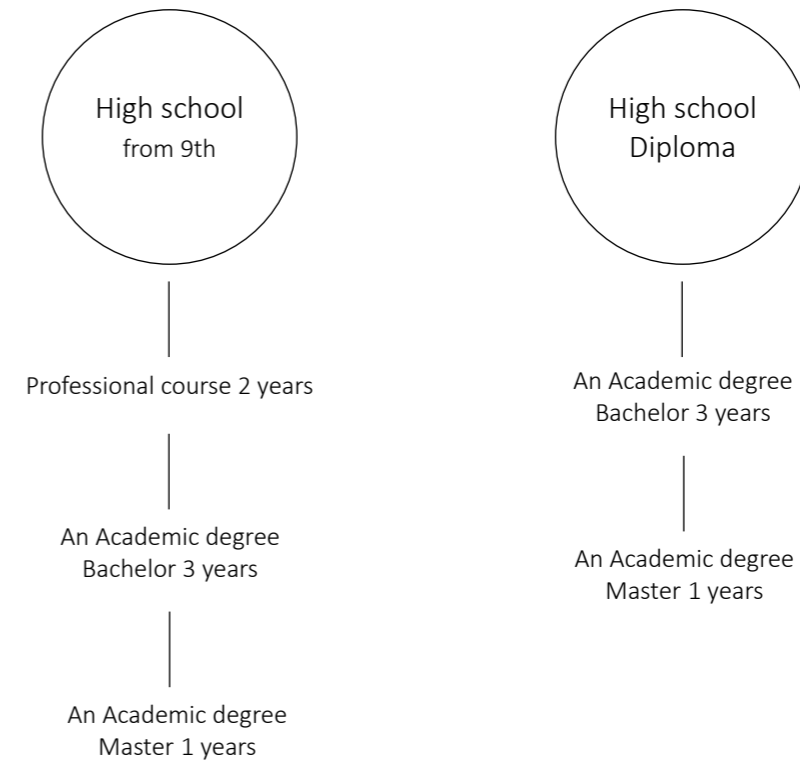 High school
from 9th
Professional course 2 years
An Academic degree
Bachelor 3 years
An Academic degree
Master 1 years
High school
Diploma
An Academic degree
Bachelor 3 years
An Academic degree
Master 1 years